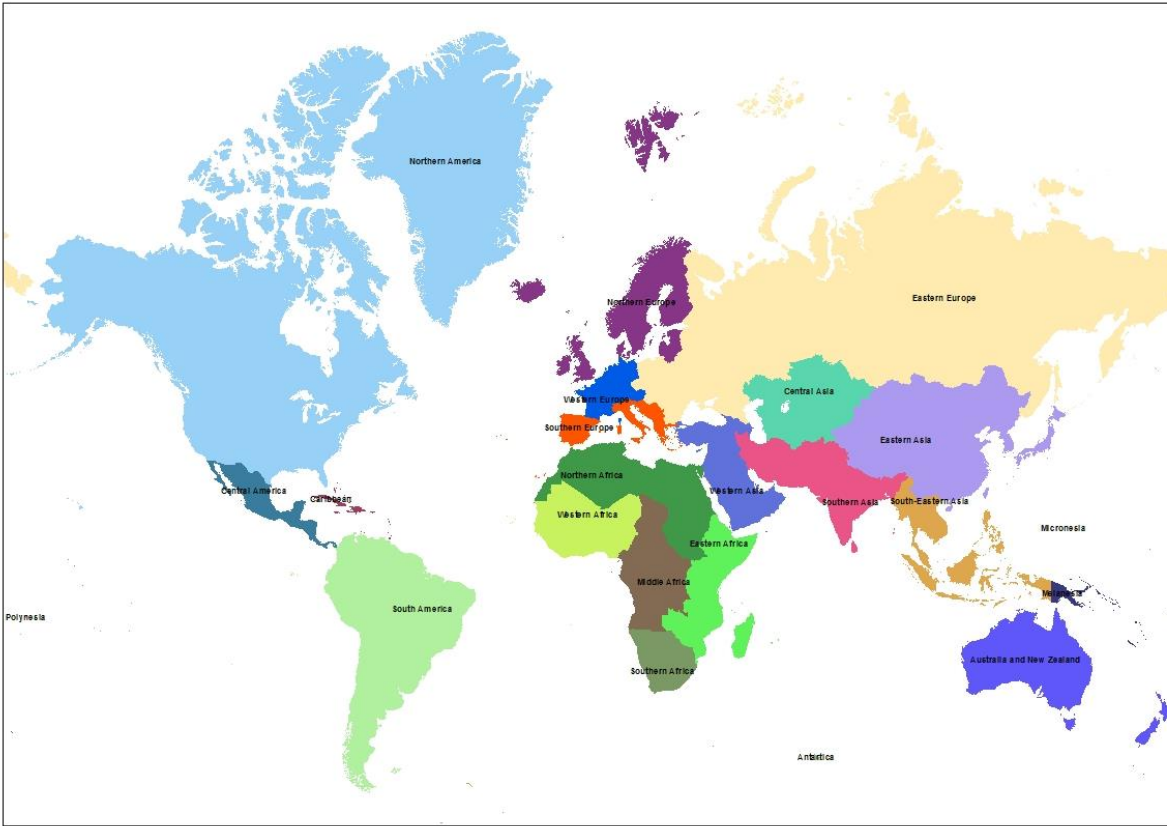 Northern America
Northern Europe
Eastern Europe
Western Europe
Central Asia
Southern Europe
Eastern Asia
Northern Africa
Central America
Caribbean
Western Asia
Southern Asia
South-Eastern Asia
Western Africa
Micronesia
Eastern Africa
Middle Africa
Melanesia
South America
Polynesia
Southern Africa
Australia and New Zealand
Antartica